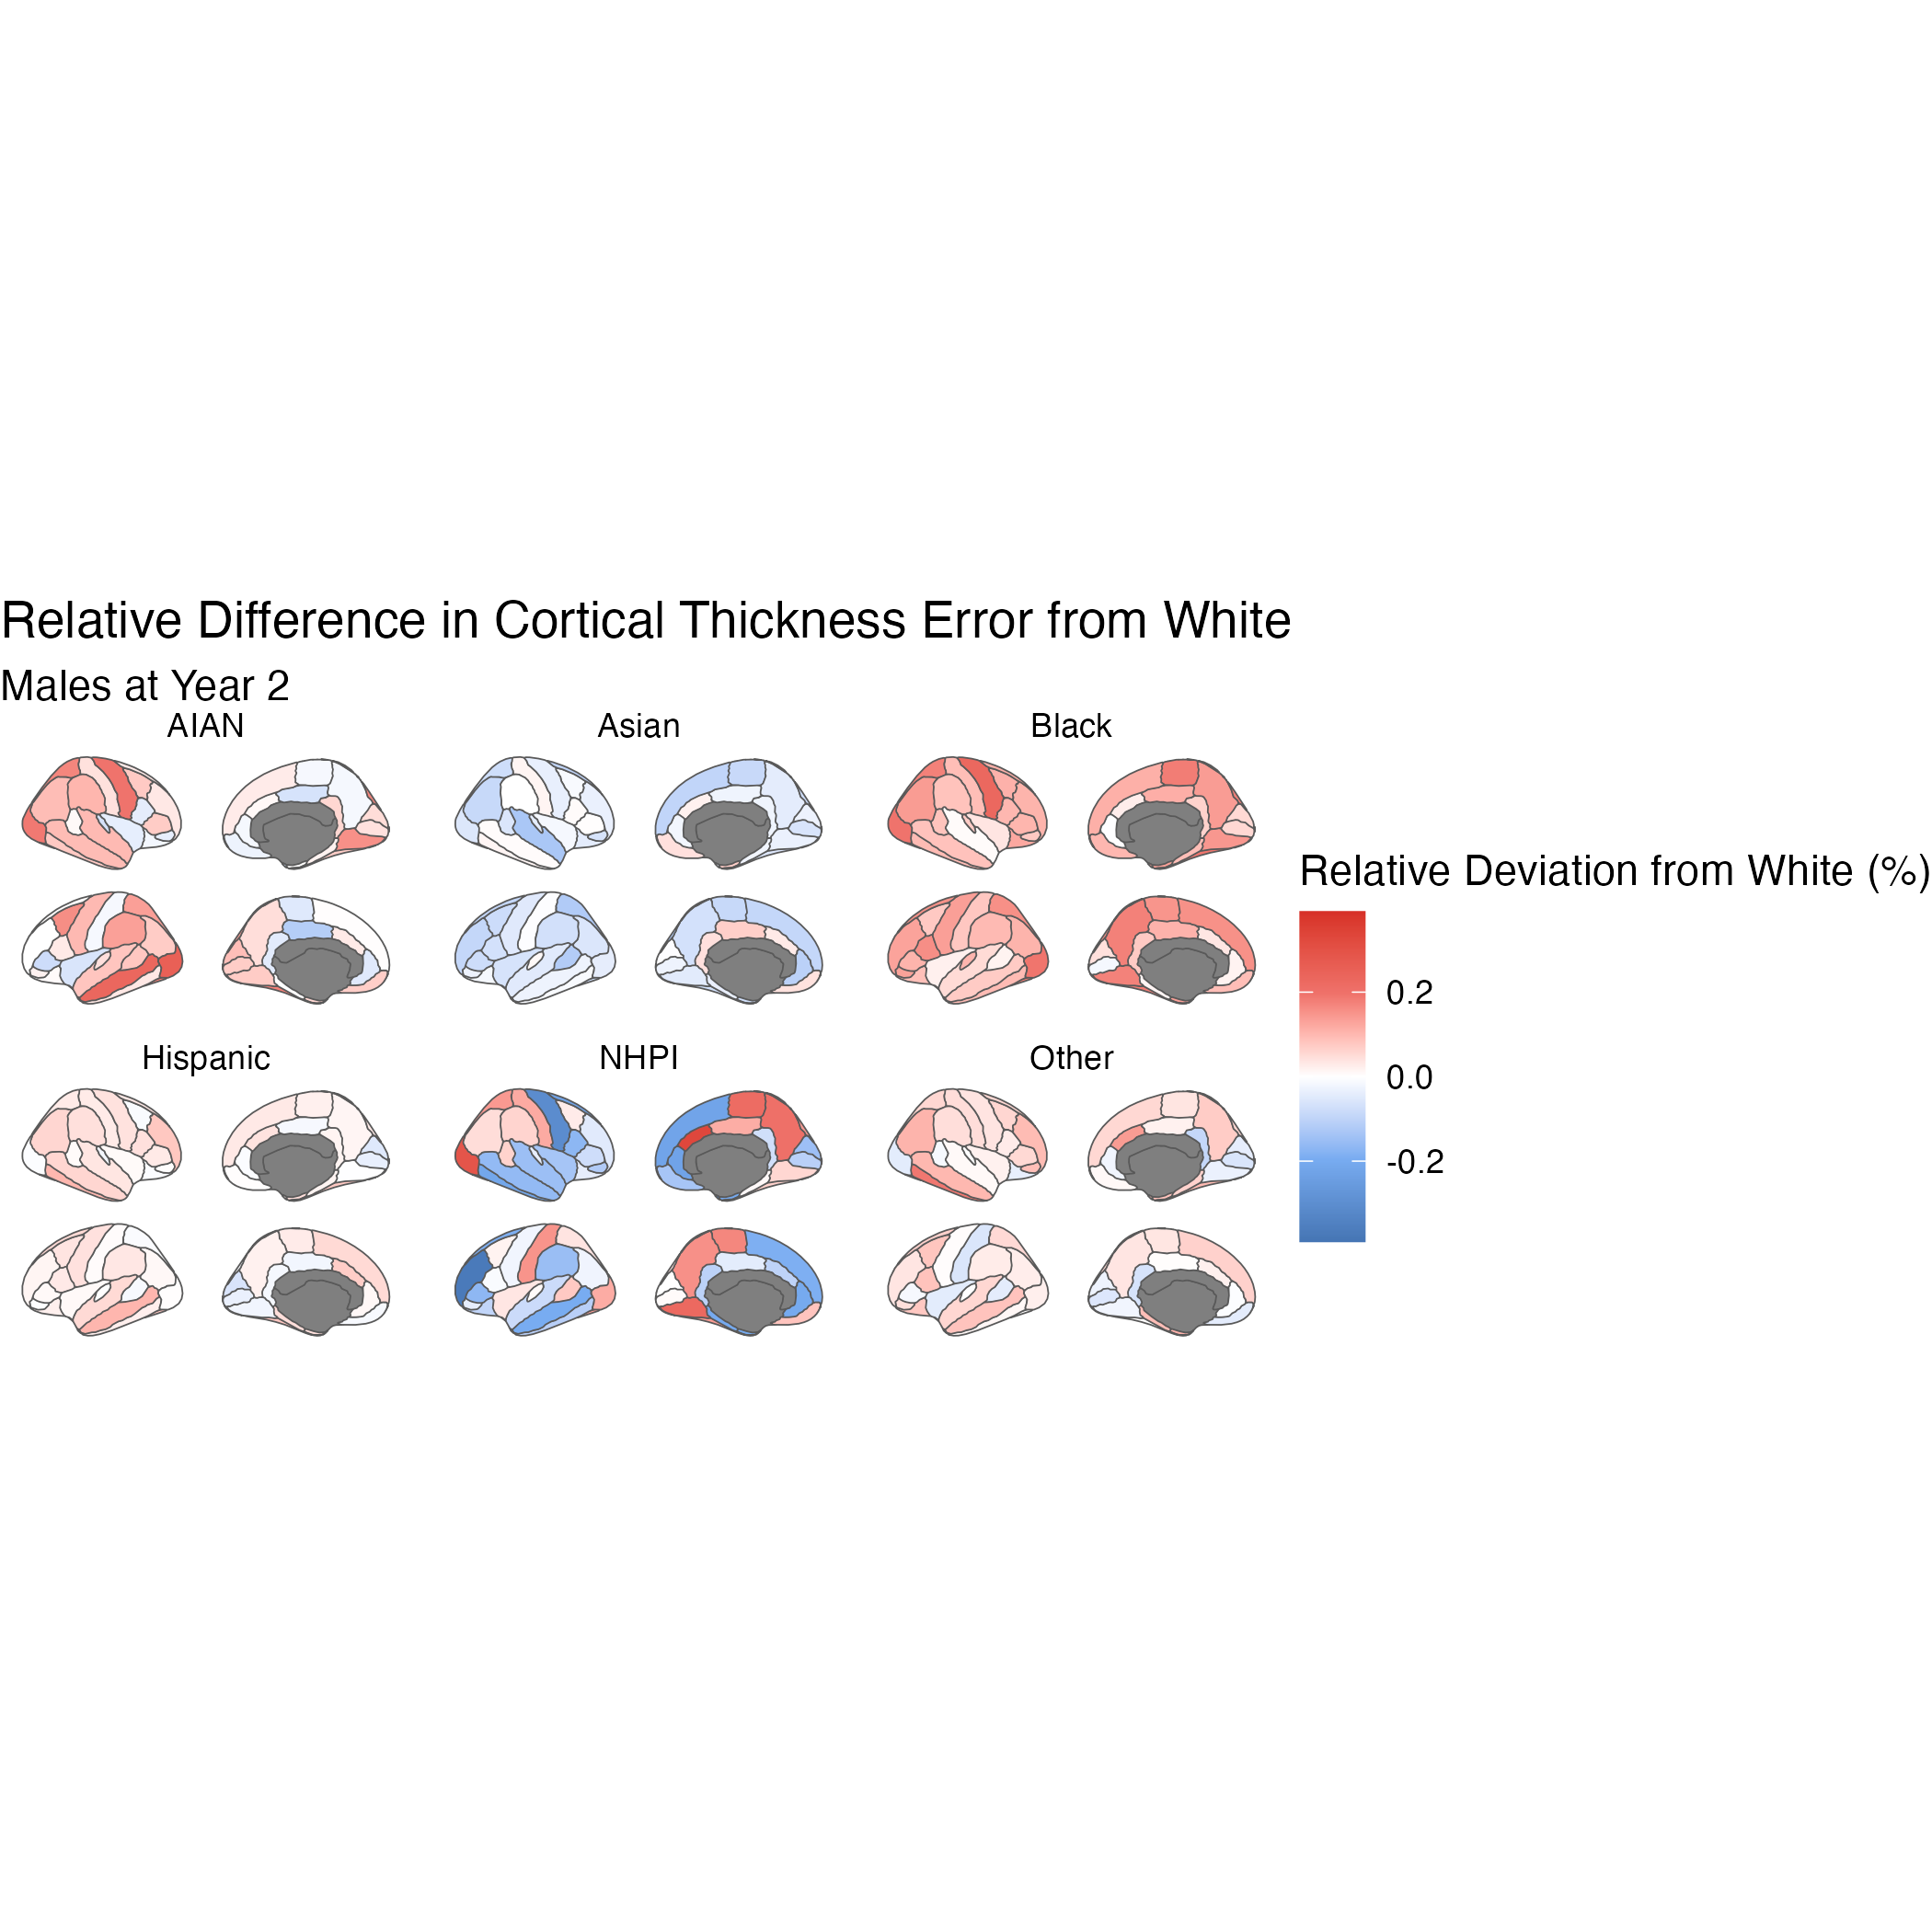 Relative Difference in Cortical Thickness Error from White
Males at Year 2
AIAN
Asian
Black
Hispanic
NHPI
Other
Relative Deviation from White (%)
0.2
0.0
-0.2